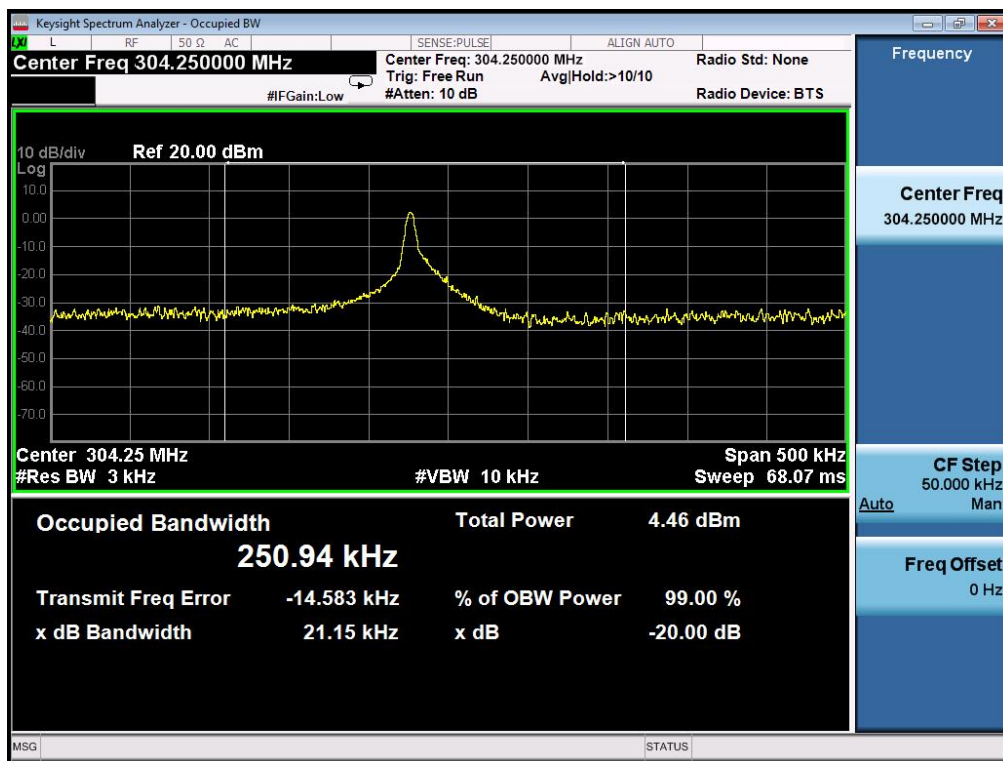 Keysight Spectrum Analyzer - Occupied BW
LXI L RF 50 Ω AC SENSE:PULSE ALIGN AUTO
Center Freq 304.250000 MHz
Center Freq: 304.250000 MHz Radio Std: None
Trig: Free Run Avg|Hold:>10/10
#IFGain:Low #Atten: 10 dB Radio Device: BTS
10 dB/div Ref 20.00 dBm
Log
10.0
0.00
-10.0
-20.0
-30.0
-40.0
-50.0
-60.0
-70.0
Center 304.25 MHz Span 500 kHz
#Res BW 3 kHz #VBW 10 kHz Sweep 68.07 ms
Occupied Bandwidth Total Power 4.46 dBm
250.94 kHz
Transmit Freq Error -14.583 kHz % of OBW Power 99.00 %
x dB Bandwidth 21.15 kHz x dB -20.00 dB
MSG STATUS
Frequency
Center Freq
304.250000 MHz
CF Step
50.000 kHz
Auto Man
Freq Offset
0 Hz